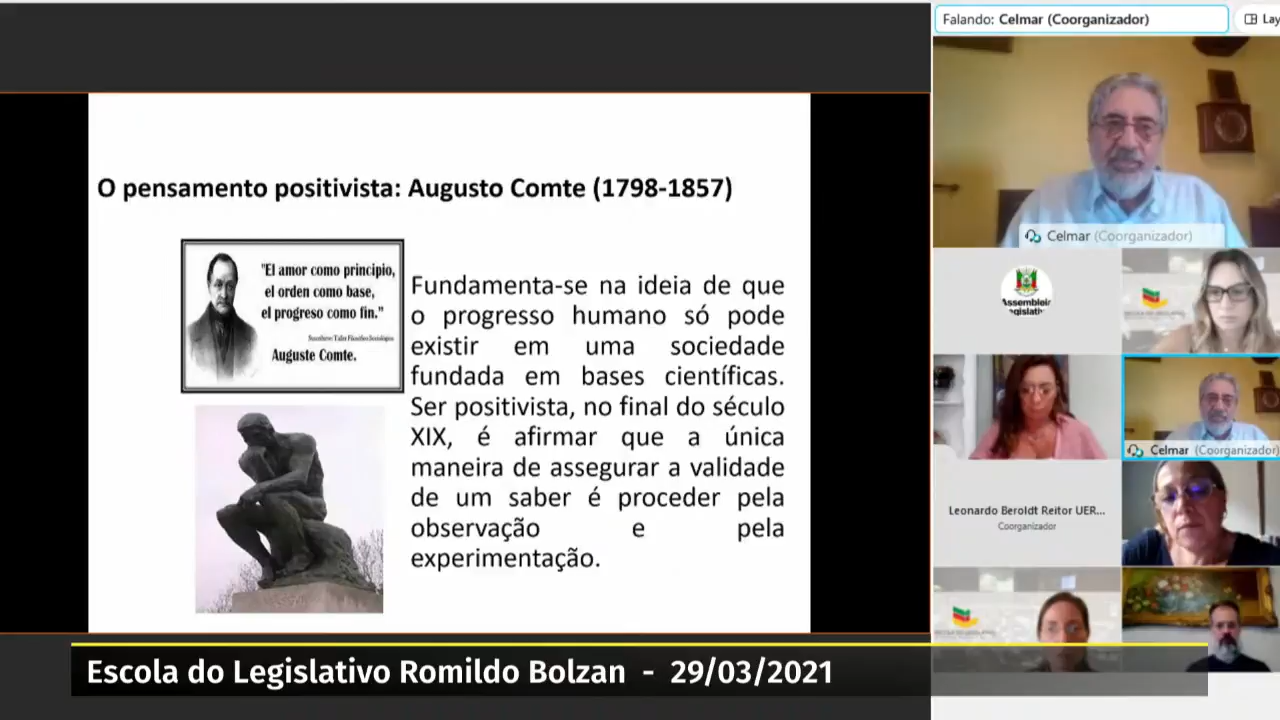 Falando: Celmar (Coorganizador)
Lay
O pensamento positivista: Augusto Comte (1798-1857)
"El amor como principio,
el orden como base,
el progreso como fin."
Auguste Comte.
Fundamenta-se na ideia de que
o progresso humano só pode
existir em uma sociedade
fundada em bases científicas.
Ser positivista, no final do século
XIX, é afirmar que a única
maneira de assegurar a validade
de um saber é proceder pela
observação e pela
experimentação.
Celmar (Coorganizador)
Assembleia
Legislativ
Celmar (Coorganizador)
Leonardo Beroldt Reitor UER...
Coorganizador
Escola do Legislativo Romildo Bolzan - 29/03/2021